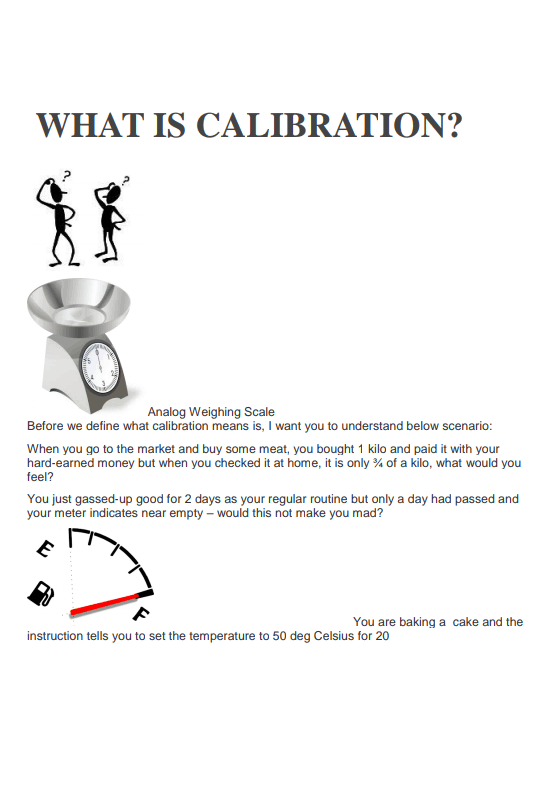 WHAT IS CALIBRATION?
? ?
Analog Weighing Scale
Before we define what calibration means is, I want you to understand below scenario:
When you go to the market and buy some meat, you bought 1 kilo and paid it with your
hard-earned money but when you checked it at home, it is only ¾ of a kilo, what would you
feel?
You just gassed-up good for 2 days as your regular routine but only a day had passed and
your meter indicates near empty – would this not make you mad?
E
F
You are baking a  cake and the
instruction tells you to set the temperature to 50 deg Celsius for 20